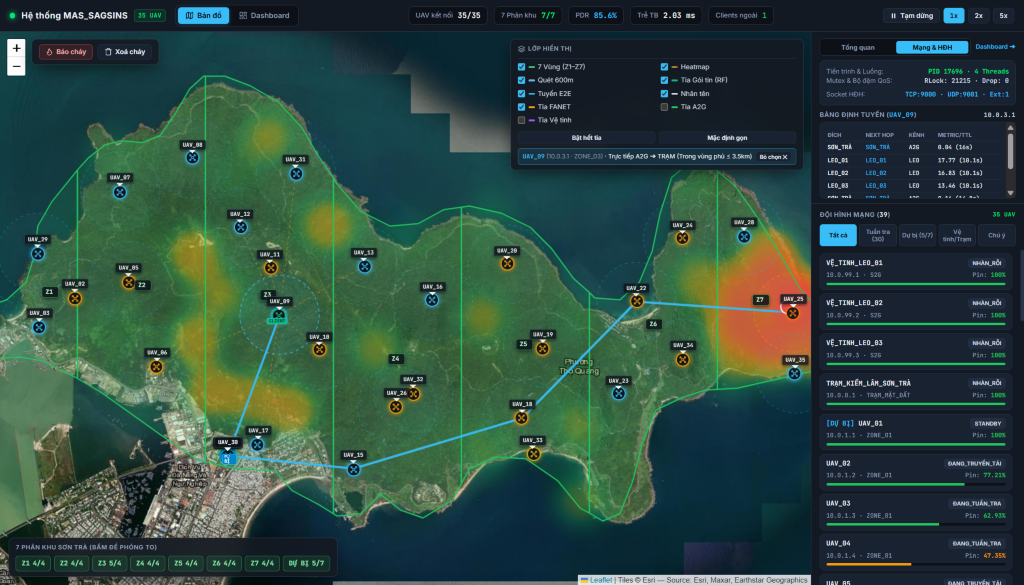 Hệ thống MAS_SAGSINS
35 UAV
Bản đồ
Dashboard
UAV kết nối 35/35
7 Phân khu 7/7
PDR 85.6%
Trễ TB 2.03 ms
Clients ngoài 1
Tạm dừng
1x
2x
5x
+
−
Báo cháy
Xoá cháy
LỚP HIỂN THỊ
7 Vùng (Z1–Z7)
Heatmap
Quét 600m
Tia Gói tin (RF)
Tuyến E2E
Nhãn tên
Tia FANET
Tia A2G
Tia Vệ tinh
Bật hết tia
Mặc định gọn
UAV_09 (10.0.3.1 · ZONE_03) · Trực tiếp A2G ➔ TRẠM (Trong vùng phủ ≤ 3.5km)
Bỏ chọn ✕
UAV_08
UAV_31
UAV_07
UAV_12
UAV_29
UAV_13
UAV_20
UAV_24
UAV_28
UAV_11
UAV_05
Z2
UAV_02
Z1
UAV_03
Z3
UAV_09
CLIENT
UAV_16
UAV_22
Z7
UAV_25
Z6
UAV_10
UAV_06
Z4
Z5
UAV_19
UAV_34
UAV_35
Phường
Thọ Quang
UAV_32
UAV_26
UAV_23
UAV_18
UAV_17
UAV_30
UAV_15
UAV_33
7 PHÂN KHU SƠN TRÀ (BẤM ĐỂ PHÓNG TO)
Z1 4/4
Z2 4/4
Z3 5/4
Z4 4/4
Z5 4/4
Z6 4/4
Z7 4/4
DỰ BỊ 5/7
Leaflet | Tiles © Esri — Source: Esri, Maxar, Earthstar Geographics
Tổng quan
Mạng & HĐH
Dashboard ➔
Tiến trình & Luồng: PID 17696 · 4 Threads
Mutex & Bộ đệm QoS: RLock: 21215 · Drop: 0
Socket HĐH: TCP:9000 · UDP:9001 · Ext:1
BẢNG ĐỊNH TUYẾN (UAV_09)
10.0.3.1
ĐÍCH NEXT HOP KÊNH METRIC/TTL
SƠN_TRÀ SƠN_TRÀ A2G 0.04 (16s)
LEO_01 LEO_01 LEO 17.77 (10.1s)
LEO_02 LEO_02 LEO 16.83 (10.1s)
LEO_03 LEO_03 LEO 13.46 (10.1s)
ĐỘI HÌNH MẠNG (39)
35 UAV
Tất cả
Tuần tra (30)
Dự bị (5/7)
Vệ tinh/Trạm
Chú ý
VỆ_TINH_LEO_01 NHÀN_RỖI
10.0.99.1 · S2G Pin: 100%
VỆ_TINH_LEO_02 NHÀN_RỖI
10.0.99.2 · S2G Pin: 100%
VỆ_TINH_LEO_03 NHÀN_RỖI
10.0.99.3 · S2G Pin: 100%
TRẠM_KIỂM_LÂM_SƠN_TRÀ NHÀN_RỖI
10.0.0.1 · TRẠM_MẶT_ĐẤT Pin: 100%
[DỰ BỊ] UAV_01 STANDBY
10.0.1.1 · ZONE_01 Pin: 100%
UAV_02 ĐANG_TRUYỀN_TẢI
10.0.1.2 · ZONE_01 Pin: 77.21%
UAV_03 ĐANG_TUẦN_TRA
10.0.1.3 · ZONE_01 Pin: 62.93%
UAV_04 ĐANG_TUẦN_TRA
10.0.1.4 · ZONE_01 Pin: 47.35%
UAV_05 ĐANG_TRUYỀN_TẢI